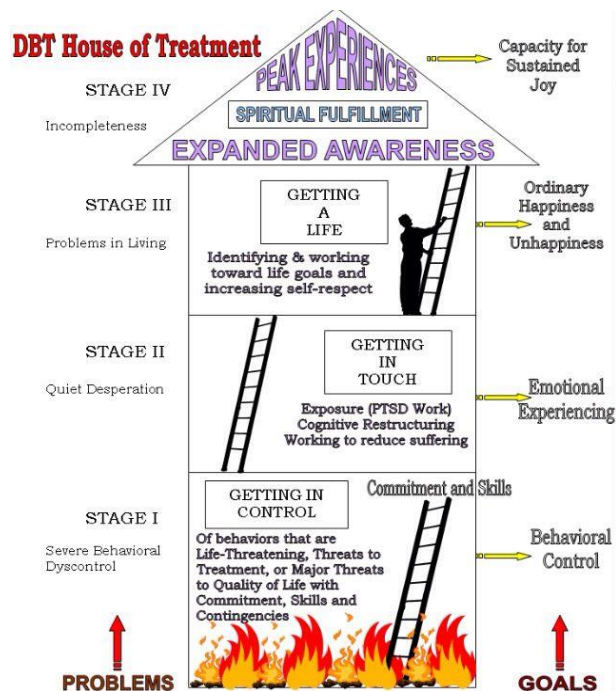 DBT House of Treatment
PEAK EXPERIENCES
SPIRITUAL FULFILLMENT
EXPANDED AWARENESS
STAGE IV
Incompleteness
Capacity for
Sustained
Joy
STAGE III
Problems in Living
GETTING
A
LIFE
Identifying & working
toward life goals and
increasing self-respect
Ordinary
Happiness
and
Unhappiness
STAGE II
Quiet Desperation
GETTING
IN
TOUCH
Exposure (PTSD Work)
Cognitive Restructuring
Working to reduce suffering
Emotional
Experiencing
STAGE I
Severe Behavioral
Dyscontrol
GETTING IN
CONTROL
Commitment and Skills
Of behaviors that are
Life-Threatening, Threats to
Treatment, or Major Threats
to Quality of Life with
Commitment, Skills and
Contingencies
Behavioral
Control
PROBLEMS
GOALS